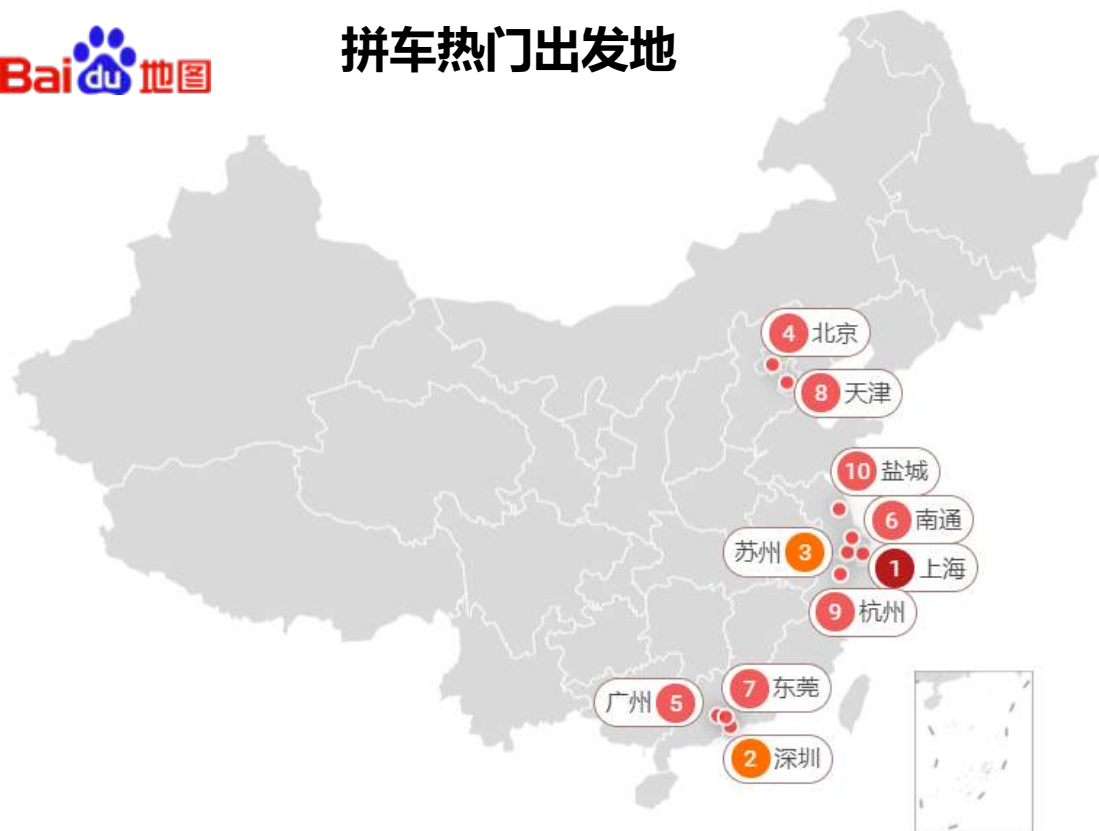 Baidu地图
拼车热门出发地
4 北京
8 天津
10 盐城
6 南通
苏州 3
1 上海
9 杭州
7 东莞
广州 5
2 深圳